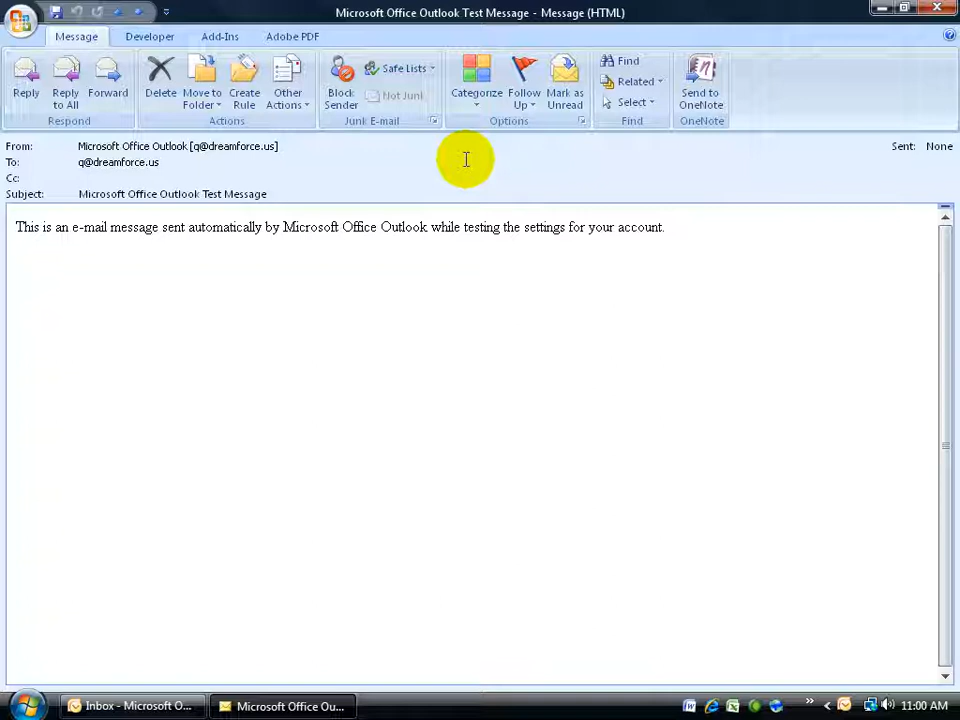 Microsoft Office Outlook Test Message - Message (HTML)
Message Developer Add-Ins Adobe PDF
Reply
Reply to All
Forward
Respond
Delete
Move to Folder
Create Rule
Other Actions
Actions
Block Sender
Safe Lists
Not Junk
Junk E-mail
Categorize
Follow Up
Mark as Unread
Options
Find
Related
Select
Find
Send to OneNote
OneNote
From: Microsoft Office Outlook [q@dreamforce.us] Sent: None
To: q@dreamforce.us
Cc:
Subject: Microsoft Office Outlook Test Message
This is an e-mail message sent automatically by Microsoft Office Outlook while testing the settings for your account.
Inbox - Microsoft O... Microsoft Office Ou... 11:00 AM